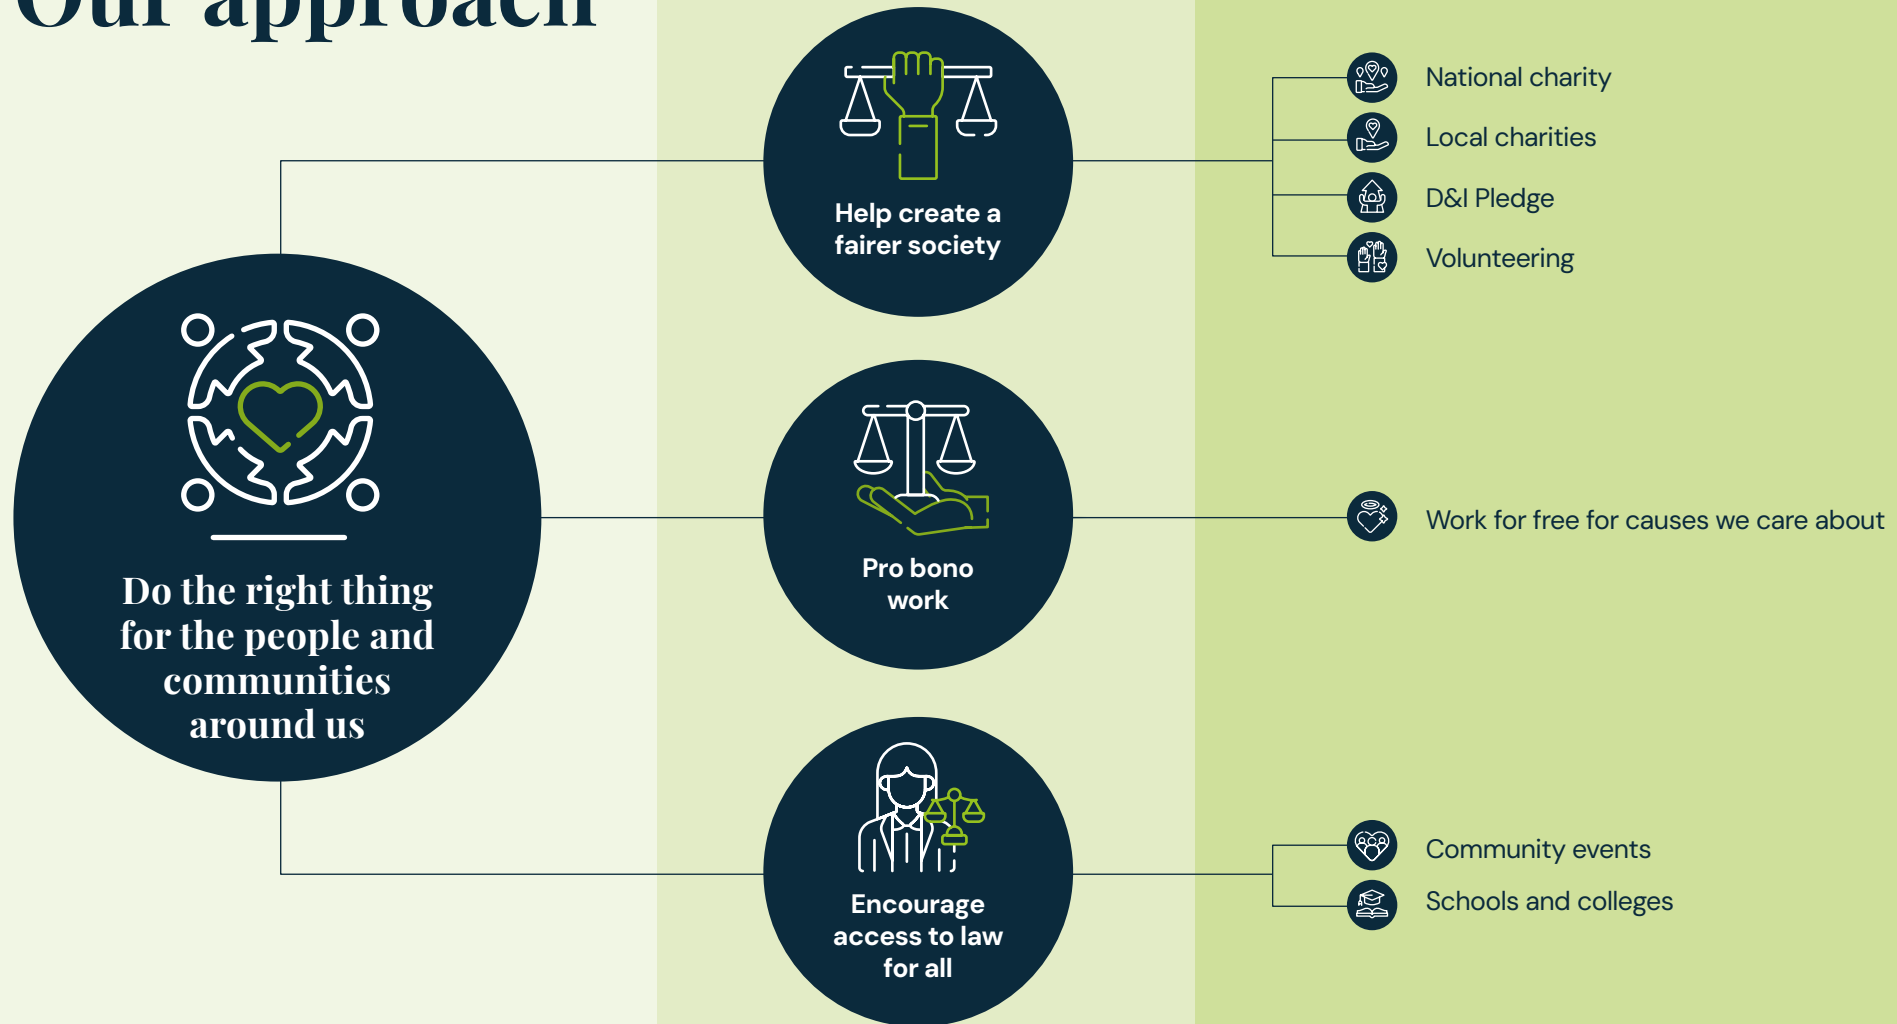 Our approach
Do the right thing
for the people and
communities
around us
Help create a
fairer society
National charity
Local charities
D&I Pledge
Volunteering
Pro bono
work
Work for free for causes we care about
Encourage
access to law
for all
Community events
Schools and colleges